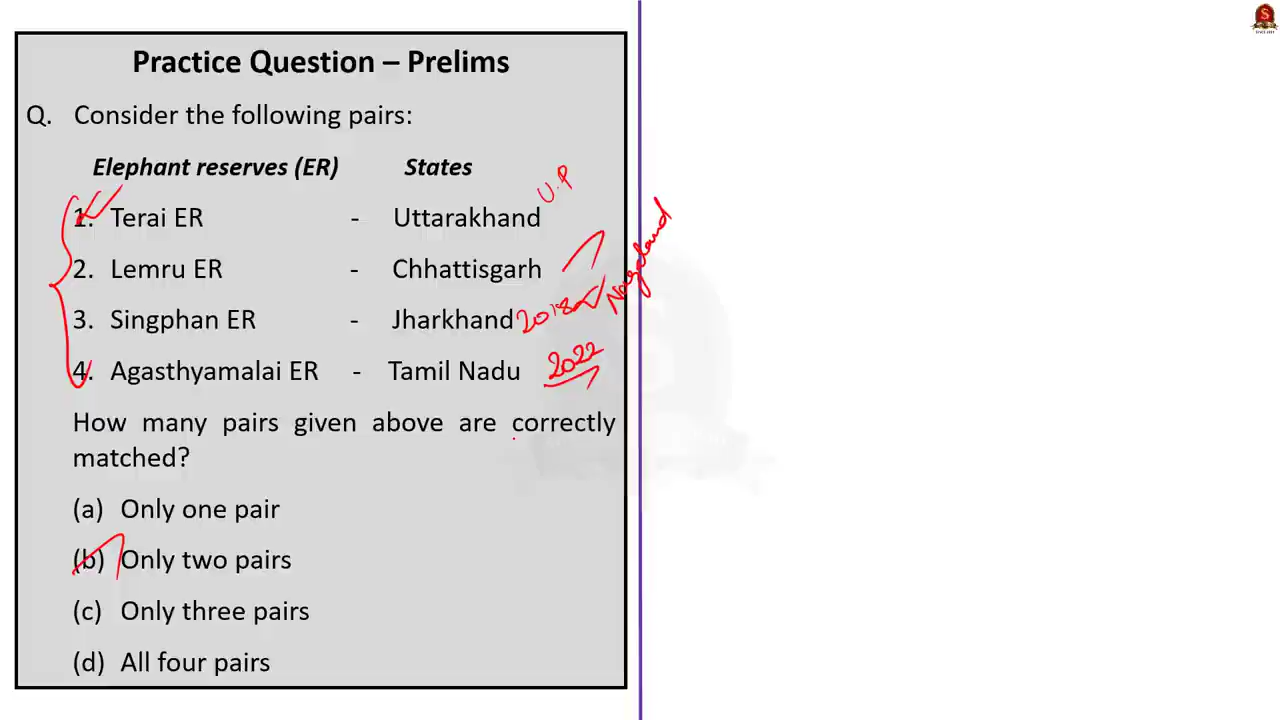 Practice Question – Prelims
Q. Consider the following pairs:
Elephant reserves (ER) States
U.P
1. Terai ER - Uttarakhand
2. Lemru ER - Chhattisgarh
Nagaland
3. Singphan ER - Jharkhand 2018
4. Agasthyamalai ER - Tamil Nadu 2022
How many pairs given above are correctly
matched?
(a) Only one pair
(b) Only two pairs
(c) Only three pairs
(d) All four pairs